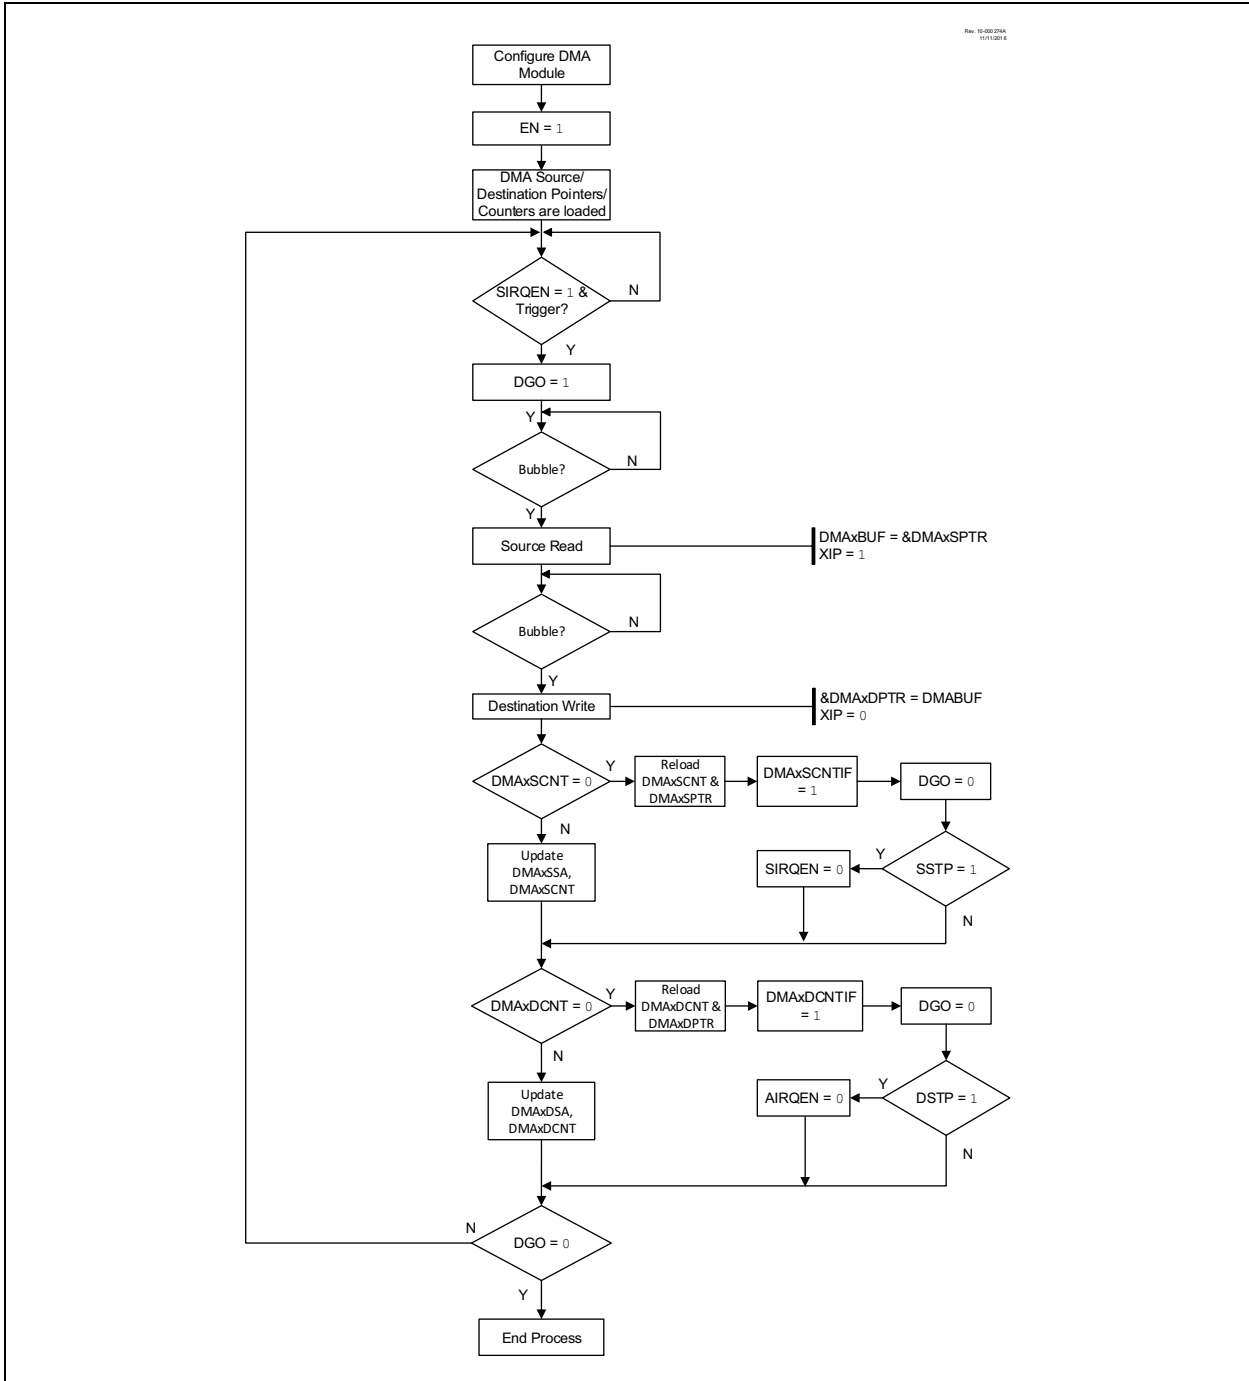 Rev. 10-000 274A
11/11/2016
Configure DMA
Module
EN = 1
DMA Source/
Destination Pointers/
Counters are loaded
SIRQEN = 1 &
Trigger?
N
Y
DGO = 1
Y
Bubble?
N
Y
Source Read
DMAxBUF = &DMAxSPTR
XIP = 1
Bubble?
N
Y
Destination Write
&DMAxDPTR = DMABUF
XIP = 0
DMAxSCNT = 0
Y
Reload
DMAxSCNT &
DMAxSPTR
DMAxSCNTIF
= 1
DGO = 0
N
Update
DMAxSSA,
DMAxSCNT
SIRQEN = 0
Y
SSTP = 1
N
DMAxDCNT = 0
Y
Reload
DMAxDCNT &
DMAxDPTR
DMAxDCNTIF
= 1
DGO = 0
N
Update
DMAxDSA,
DMAxDCNT
AIRQEN = 0
Y
DSTP = 1
N
N
DGO = 0
Y
End Process